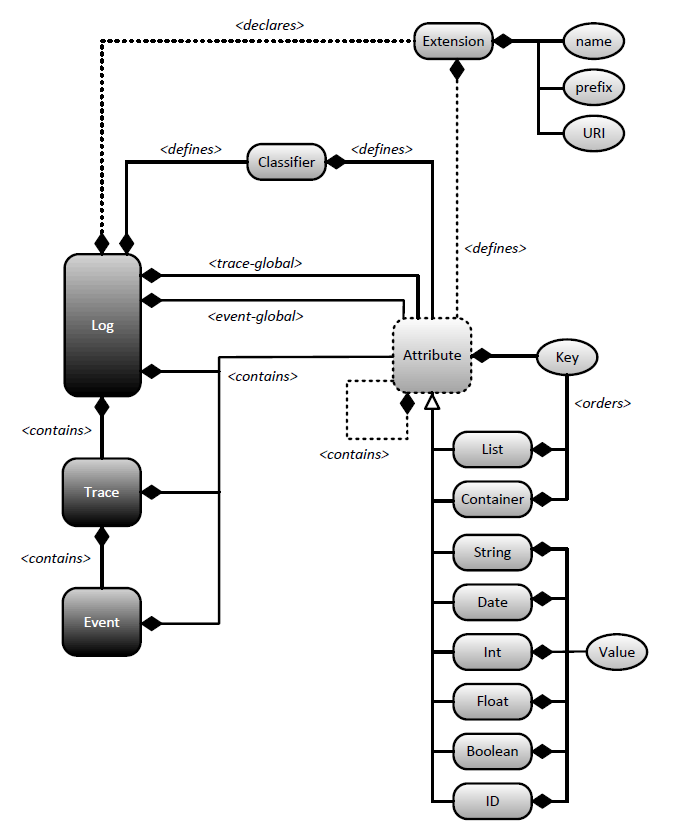 <declares>
Extension
name
prefix
URI
<defines>
Classifier
<defines>
<defines>
<trace-global>
<event-global>
Log
Attribute
Key
<contains>
<orders>
<contains>
<contains>
List
Trace
Container
String
<contains>
Date
Event
Int
Value
Float
Boolean
ID